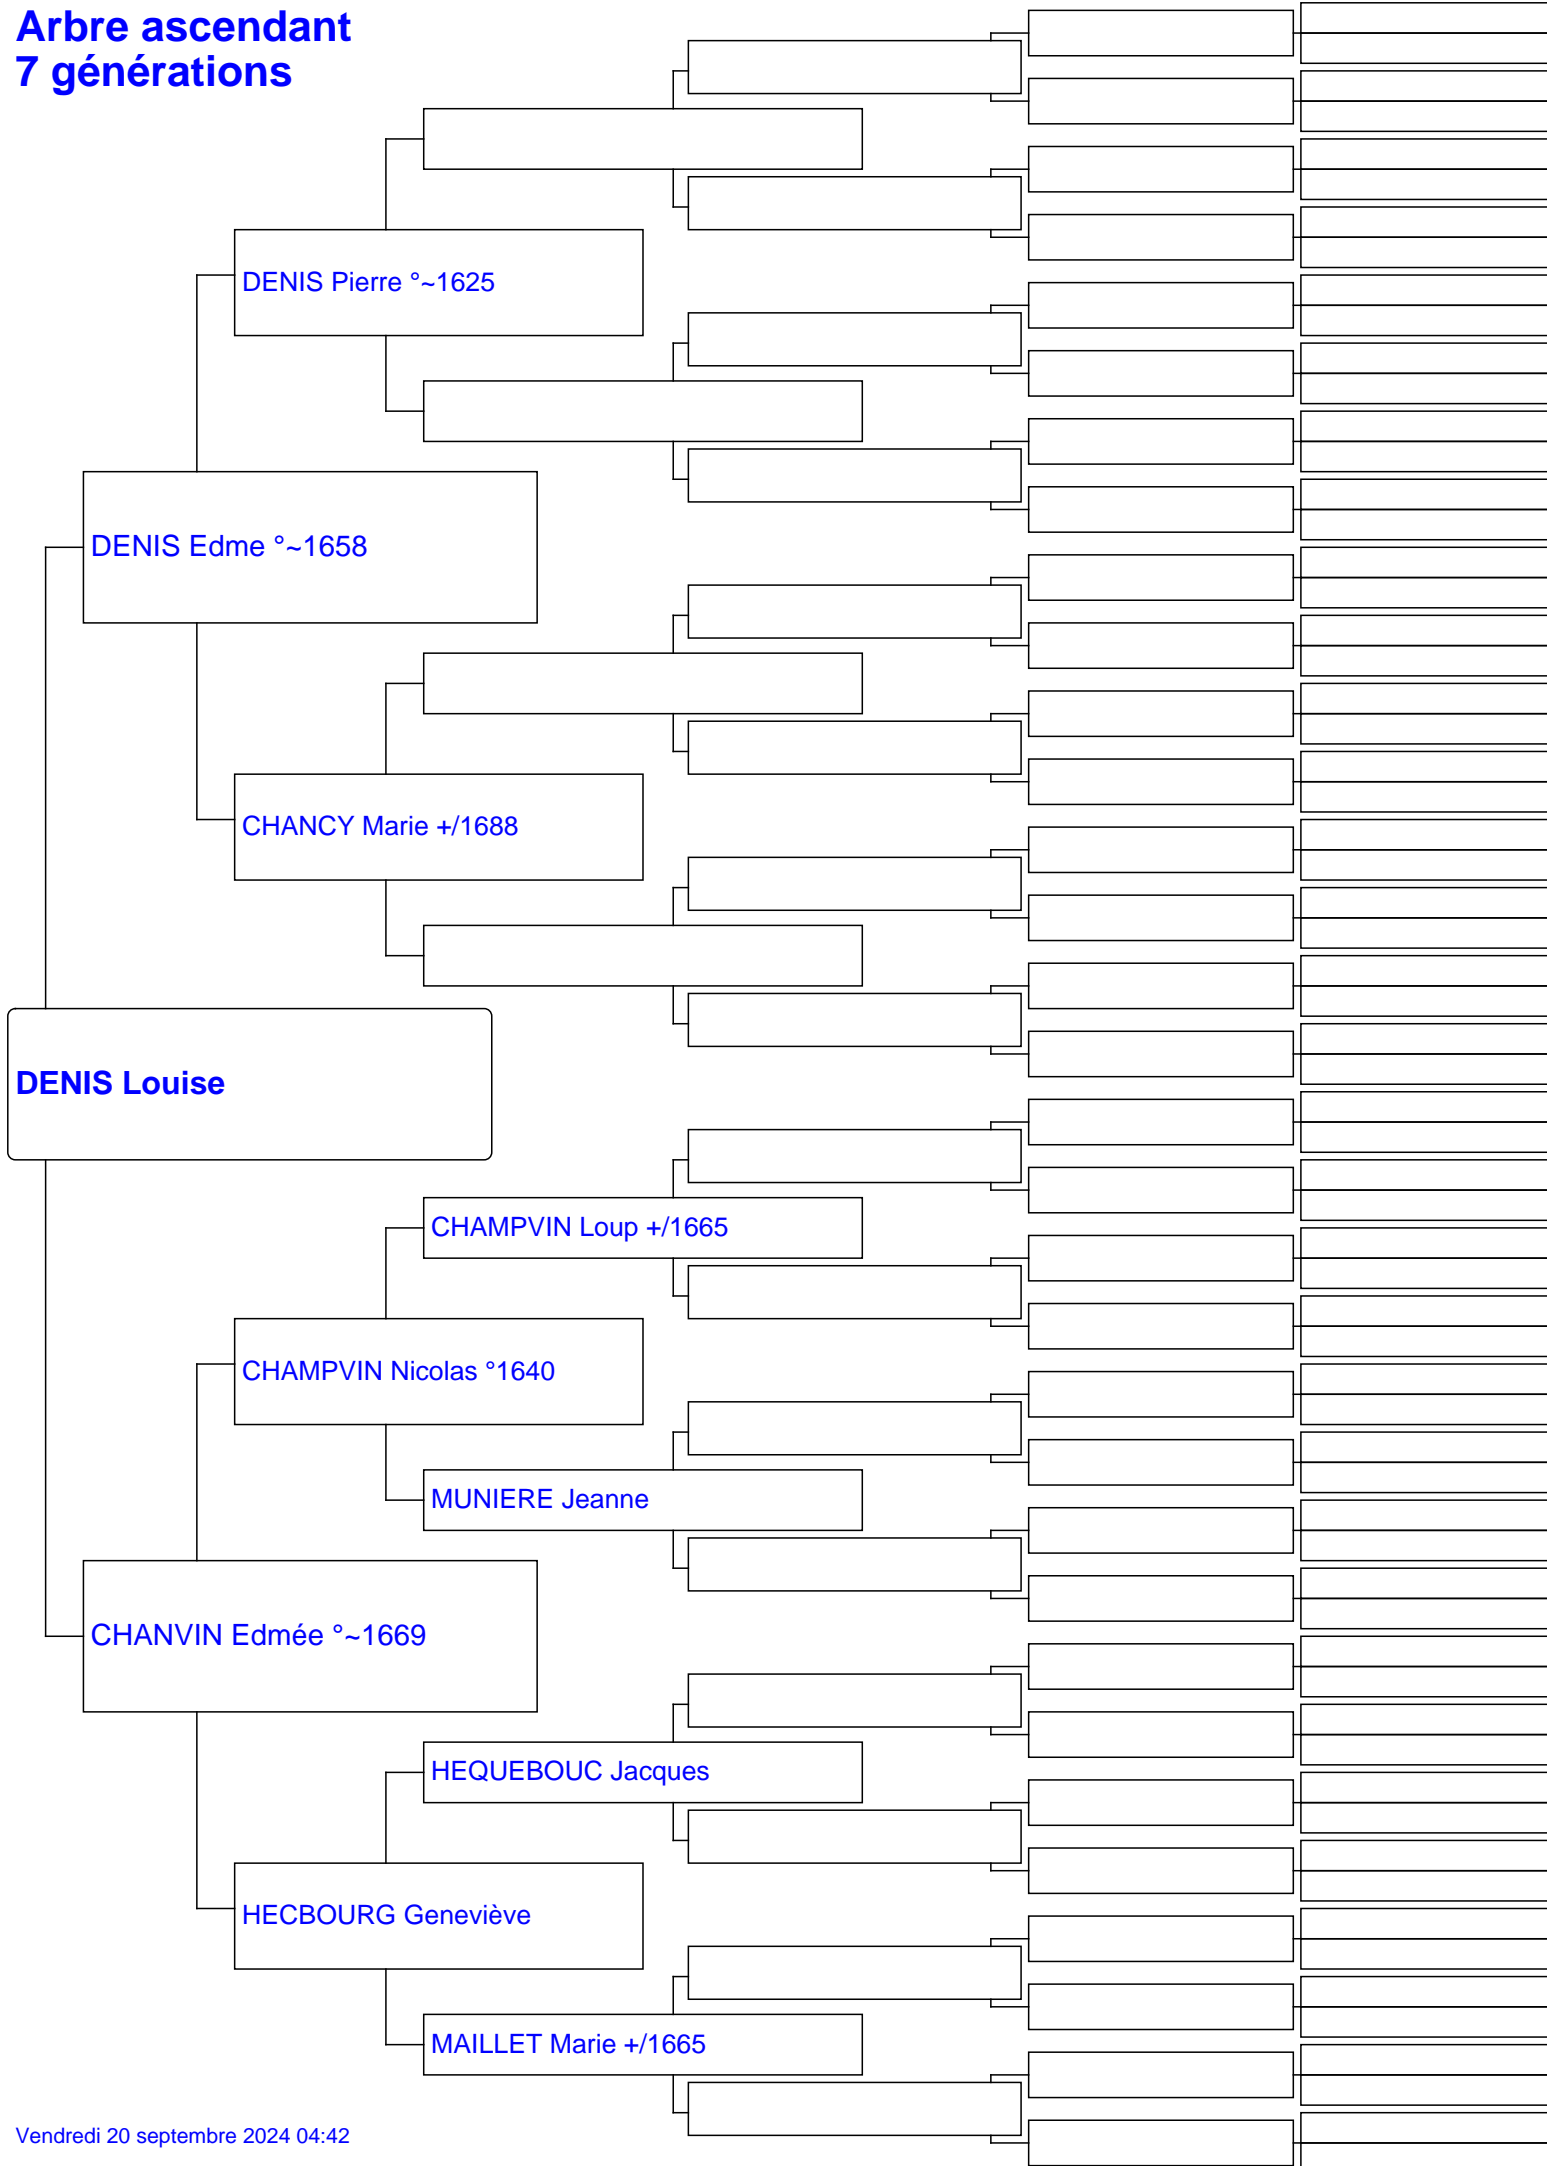 Arbre ascendant
7 générations
DENIS Pierre °~1625
DENIS Edme °~1658
CHANCY Marie +/1688
DENIS Louise
CHAMPVIN Loup +/1665
CHAMPVIN Nicolas °1640
MUNIERE Jeanne
CHANVIN Edmée °~1669
HEQUEBOUC Jacques
HECBOURG Geneviève
MAILLET Marie +/1665
Vendredi 20 septembre 2024 04:42